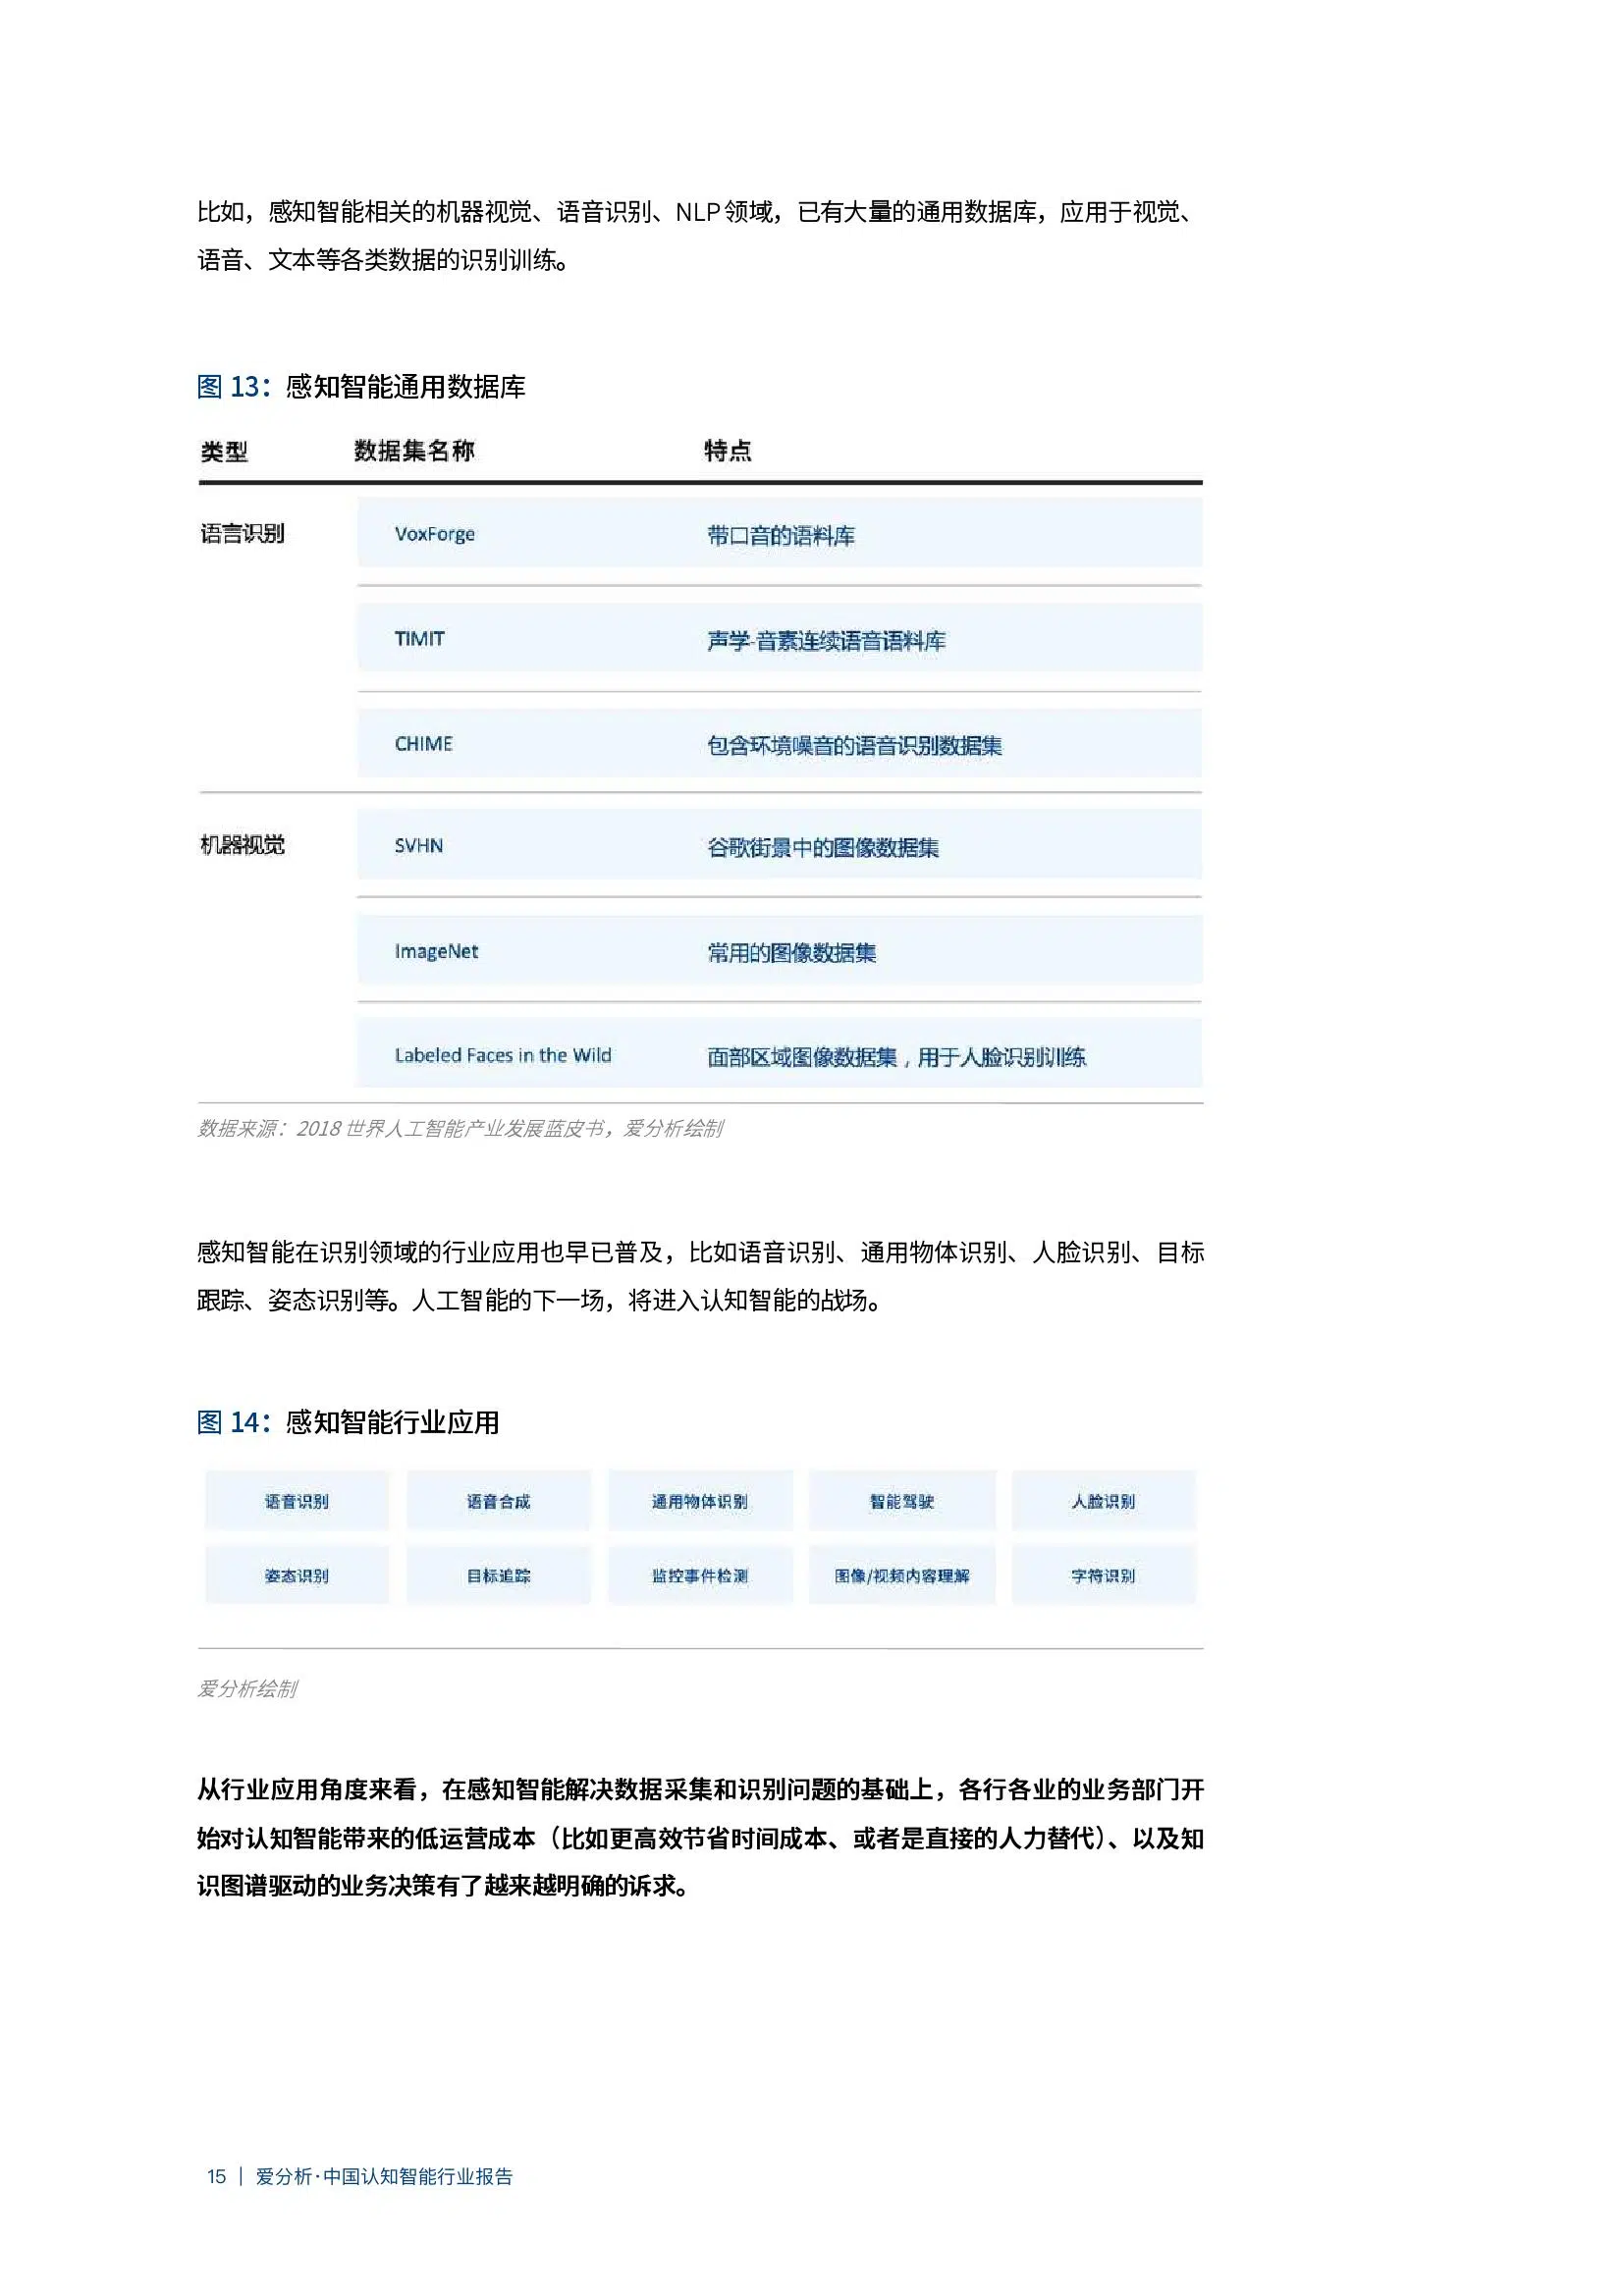 比如，感知智能相关的机器视觉、语音识别、NLP 领域，已有大量的通用数据库，应用于视觉、
语音、文本等各类数据的识别训练。
图 13：感知智能通用数据库
类型 数据集名称 特点
语言识别 VoxForge 带口音的语料库
TIMIT 声学-音素连续语音语料库
CHIME 包含环境噪音的语音识别数据集
机器视觉 SVHN 谷歌街景中的图像数据集
ImageNet 常用的图像数据集
Labeled Faces in the Wild 面部区域图像数据集，用于人脸识别训练
数据来源：2018 世界人工智能产业发展蓝皮书，爱分析绘制
感知智能在识别领域的行业应用也早已普及，比如语音识别、通用物体识别、人脸识别、目标
跟踪、姿态识别等。人工智能的下一场，将进入认知智能的战场。
图 14：感知智能行业应用
语音识别 语音合成 通用物体识别 智能驾驶 人脸识别
姿态识别 目标追踪 监控事件检测 图像/视频内容理解 字符识别
爱分析绘制
从行业应用角度来看，在感知智能解决数据采集和识别问题的基础上，各行各业的业务部门开
始对认知智能带来的低运营成本（比如更高效节省时间成本、或者是直接的人力替代）、以及知
识图谱驱动的业务决策有了越来越明确的诉求。
15 | 爱分析·中国认知智能行业报告